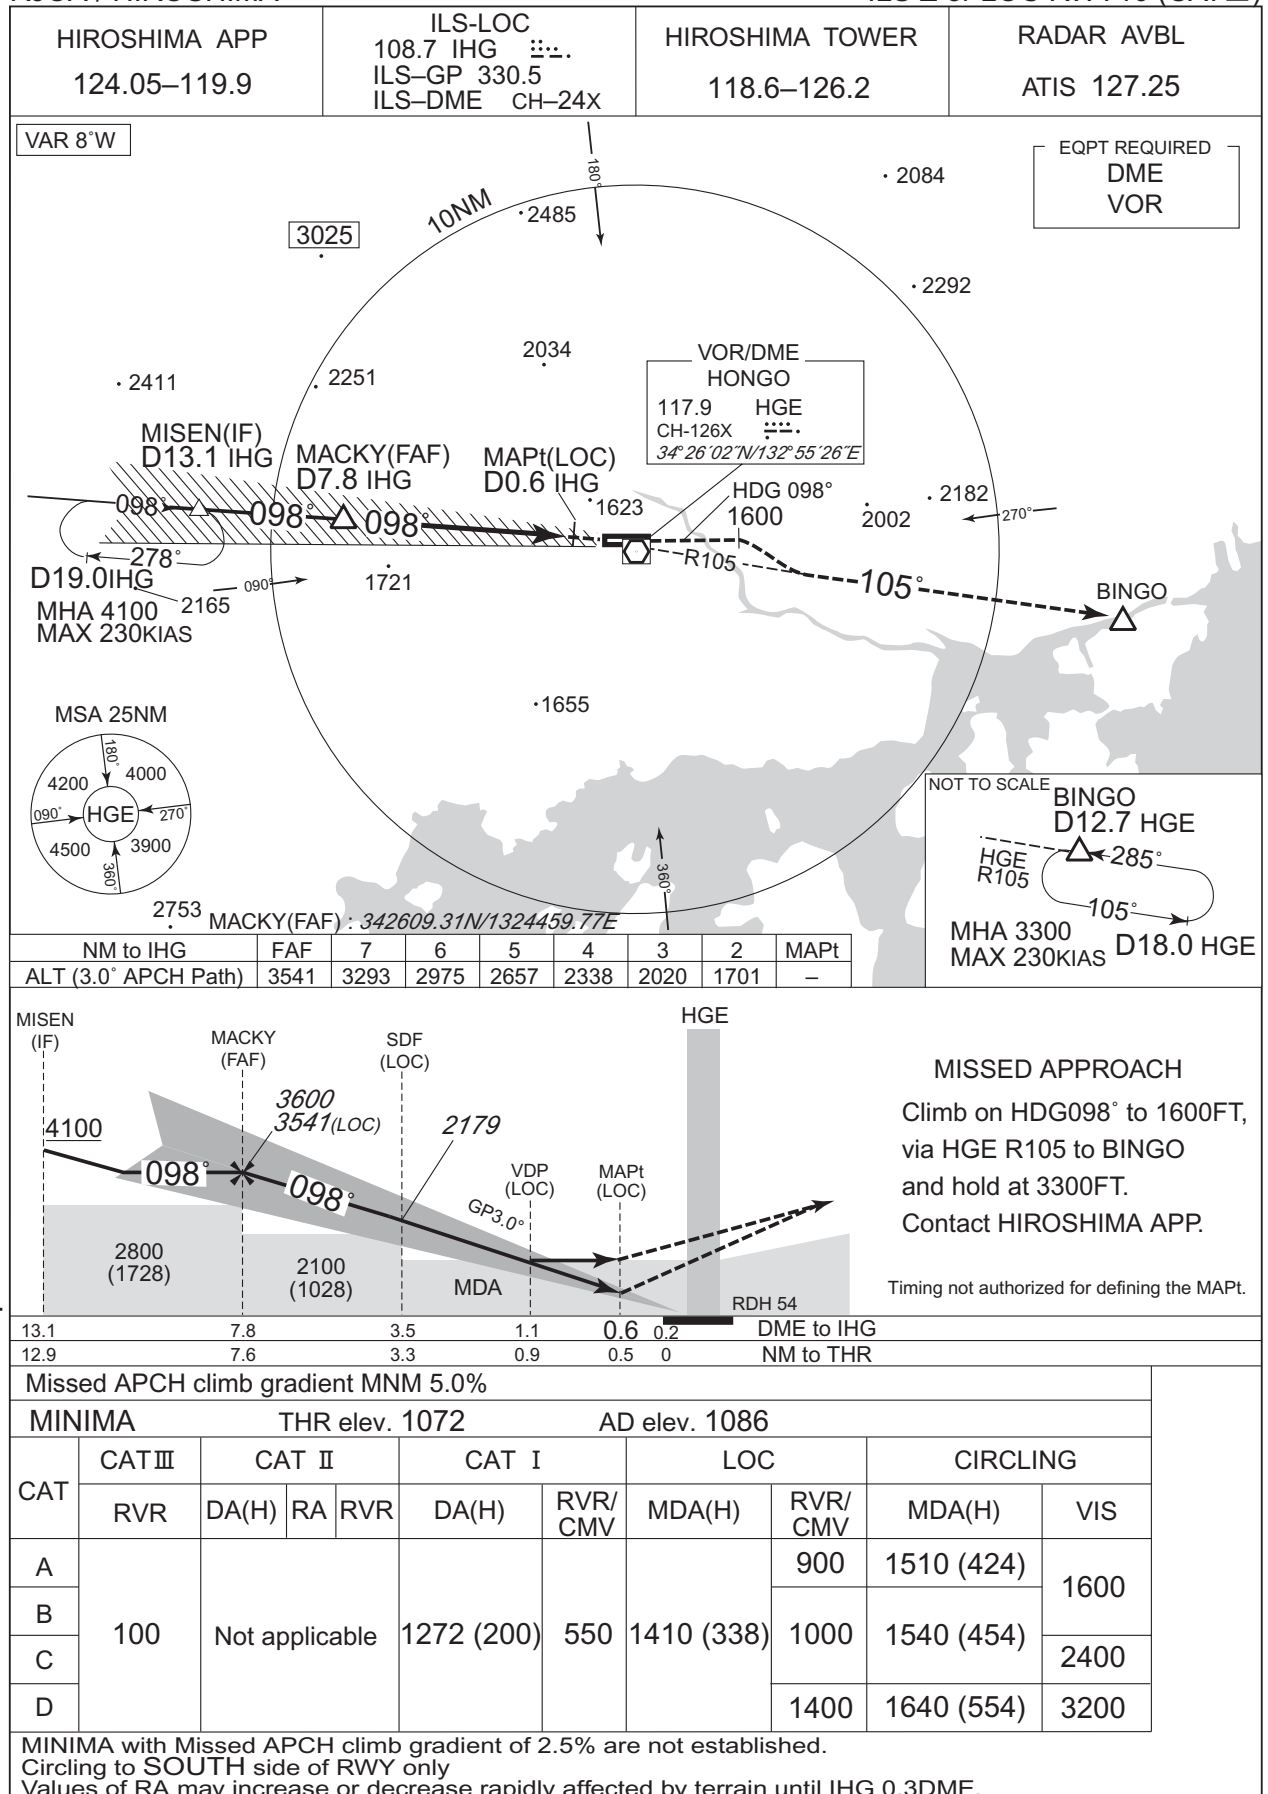 HIROSHIMA APP
124.05–119.9
ILS-LOC
108.7 IHG
ILS–GP 330.5
ILS–DME CH–24X
HIROSHIMA TOWER
118.6–126.2
RADAR AVBL
ATIS 127.25
VAR 8°W
EQPT REQUIRED
DME
VOR
180°
2084
10NM
2485
3025
2292
2034
VOR/DME
HONGO
117.9 HGE
CH-126X
34°26´02˝N/132°55´26˝E
2411
2251
MISEN(IF)
D13.1 IHG
MACKY(FAF)
D7.8 IHG
MAPt(LOC)
D0.6 IHG
1623
HDG 098°
1600
2182
2002
270°
098°
098°
098°
278°
D19.0IHG
MHA 4100
MAX 230KIAS
2165
090°
1721
R105
105°
BINGO
1655
MSA 25NM
180°
4200
4000
090°
HGE
270°
4500
3900
360°
360°
NOT TO SCALE
BINGO
D12.7 HGE
HGE
R105
285°
105°
MHA 3300
MAX 230KIAS
D18.0 HGE
2753
MACKY(FAF) : 342609.31N/1324459.77E
NM to IHG FAF 7 6 5 4 3 2 MAPt
ALT (3.0° APCH Path) 3541 3293 2975 2657 2338 2020 1701 –
MISEN
(IF)
MACKY
(FAF)
SDF
(LOC)
HGE
3600
3541(LOC)
2179
4100
098°
098°
VDP
(LOC)
MAPt
(LOC)
GP3.0°
2800
(1728)
2100
(1028)
MDA
RDH 54
MISSED APPROACH
Climb on HDG098° to 1600FT,
via HGE R105 to BINGO
and hold at 3300FT.
Contact HIROSHIMA APP.
Timing not authorized for defining the MAPt.
13.1 7.8 3.5 1.1 0.6 0.2 DME to IHG
12.9 7.6 3.3 0.9 0.5 0 NM to THR
Missed APCH climb gradient MNM 5.0%
MINIMA THR elev. 1072 AD elev. 1086
CAT CATⅢ CAT Ⅱ CAT Ⅰ LOC CIRCLING
RVR DA(H) RA RVR DA(H) RVR/CMV MDA(H) RVR/CMV MDA(H) VIS
A 900 1510 (424)
1600
B
100 Not applicable 1272 (200) 550 1410 (338) 1000 1540 (454)
C 2400
D 1400 1640 (554) 3200
MINIMA with Missed APCH climb gradient of 2.5% are not established.
Circling to SOUTH side of RWY only
Values of RA may increase or decrease rapidly affected by terrain until IHG 0.3DME.